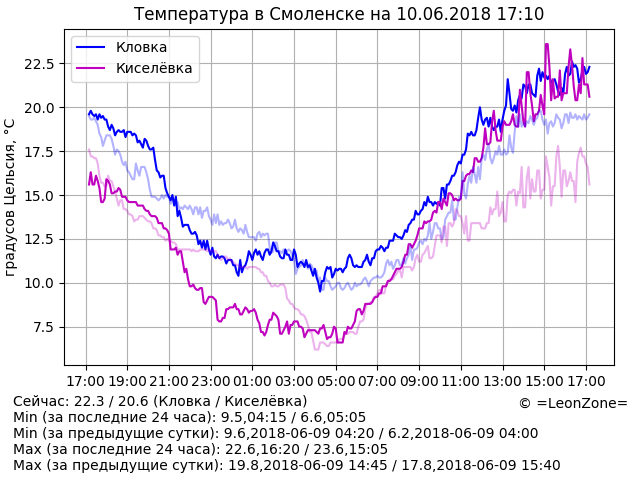 Температура в Смоленске на 10.06.2018 17:10
Кловка
Киселёвка
градусов Цельсия, °C
22.5
20.0
17.5
15.0
12.5
10.0
7.5
17:00 19:00 21:00 23:00 01:00 03:00 05:00 07:00 09:00 11:00 13:00 15:00 17:00
Сейчас: 22.3 / 20.6 (Кловка / Киселёвка)
© =LeonZone=
Min (за последние 24 часа): 9.5,04:15 / 6.6,05:05
Min (за предыдущие сутки): 9.6,2018-06-09 04:20 / 6.2,2018-06-09 04:00
Max (за последние 24 часа): 22.6,16:20 / 23.6,15:05
Max (за предыдущие сутки): 19.8,2018-06-09 14:45 / 17.8,2018-06-09 15:40